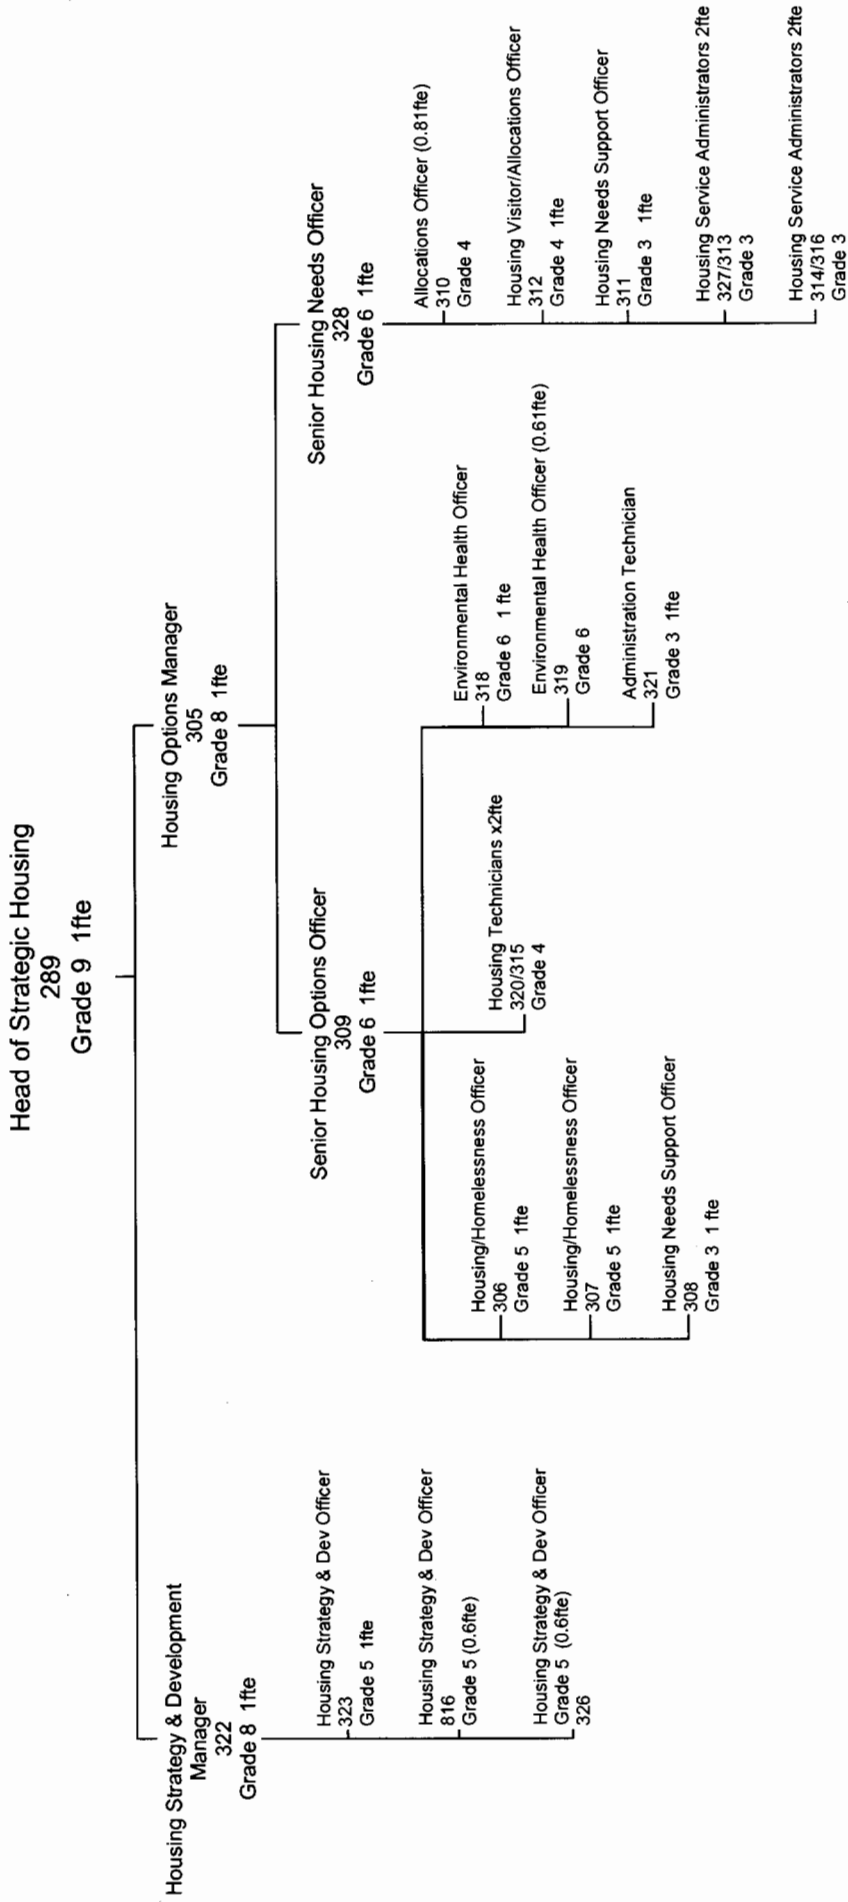 Head of Strategic Housing
289
Grade 9 1fte
Housing Strategy & Development
Manager
322
Grade 8 1fte
Housing Options Manager
305
Grade 8 1fte
Housing Strategy & Dev Officer
323
Grade 5 1fte
Housing Strategy & Dev Officer
816
Grade 5 (0.6fte)
Housing Strategy & Dev Officer
Grade 5 (0.6fte)
326
Senior Housing Options Officer
309
Grade 6 1fte
Senior Housing Needs Officer
328
Grade 6 1fte
Housing/Homelessness Officer
306
Grade 5 1fte
Housing/Homelessness Officer
307
Grade 5 1fte
Housing Needs Support Officer
308
Grade 3 1 fte
Housing Technicians x2fte
320/315
Grade 4
Environmental Health Officer
318
Grade 6 1 fte
Environmental Health Officer (0.61fte)
319
Grade 6
Administration Technician
321
Grade 3 1fte
Allocations Officer (0.81fte)
310
Grade 4
Housing Visitor/Allocations Officer
312
Grade 4 1fte
Housing Needs Support Officer
311
Grade 3 1fte
Housing Service Administrators 2fte
327/313
Grade 3
Housing Service Administrators 2fte
314/316
Grade 3